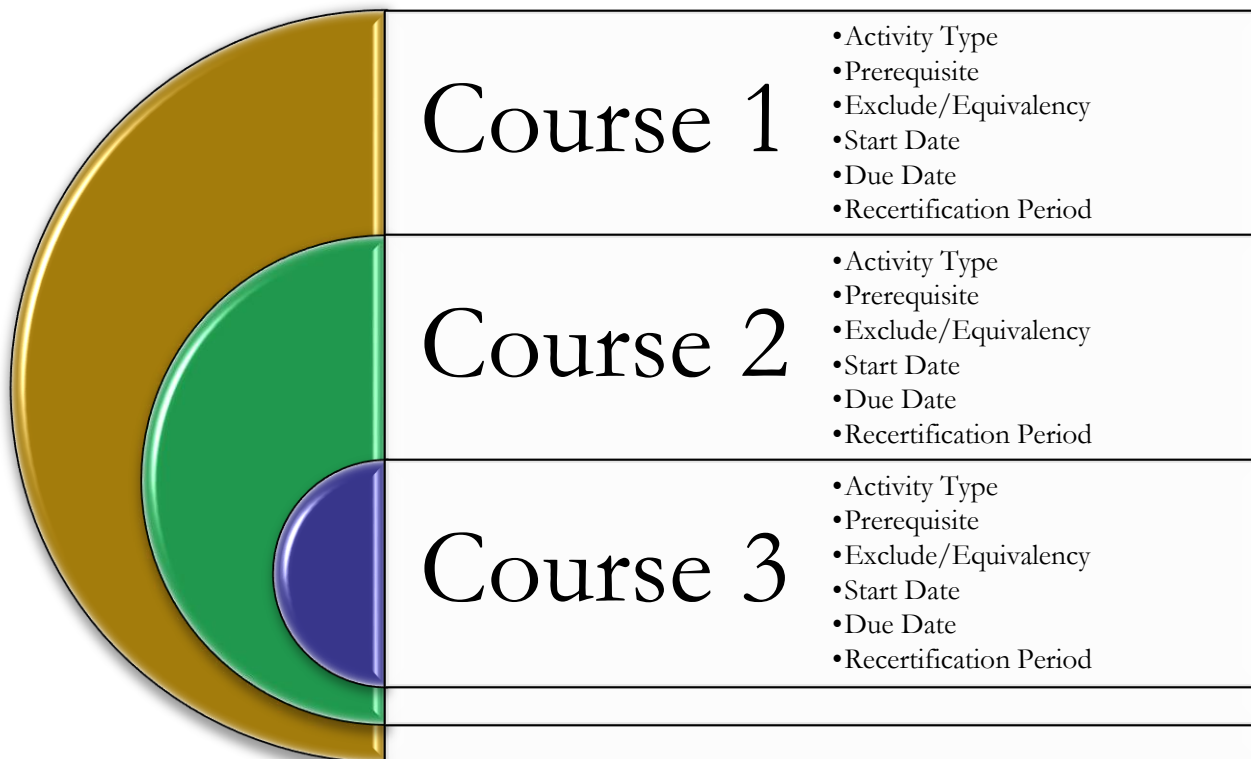 Course 1
•Activity Type
•Prerequisite
•Exclude/Equivalency
•Start Date
•Due Date
•Recertification Period
Course 2
•Activity Type
•Prerequisite
•Exclude/Equivalency
•Start Date
•Due Date
•Recertification Period
Course 3
•Activity Type
•Prerequisite
•Exclude/Equivalency
•Start Date
•Due Date
•Recertification Period